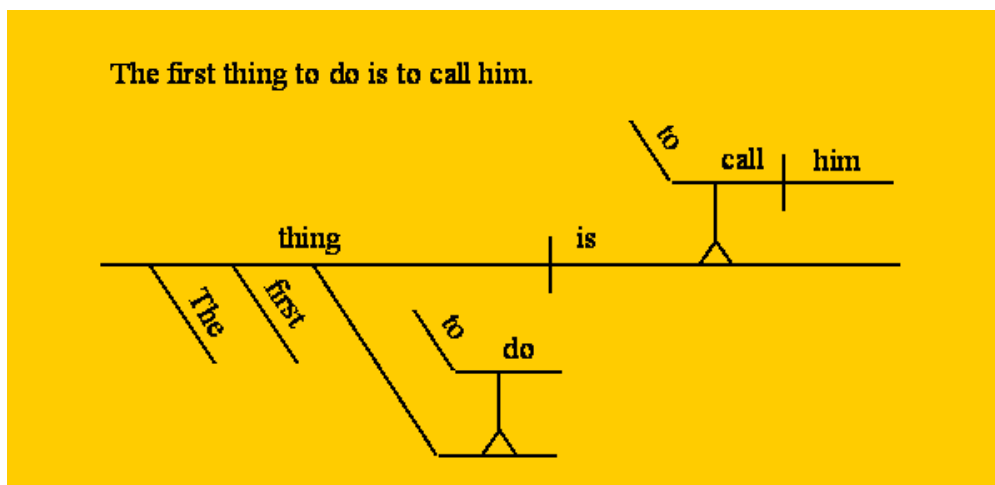 The first thing to do is to call him.
to
call him
thing is
The first
to
do